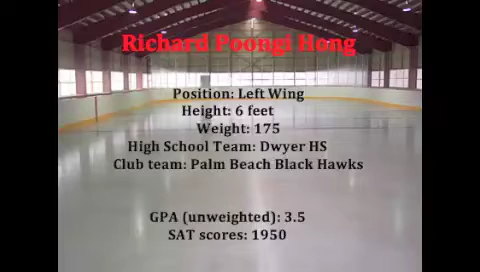 Richard Poongi Hong
Position: Left Wing
Height: 6 feet
Weight: 175
High School Team: Dwyer HS
Club team: Palm Beach Black Hawks
GPA (unweighted): 3.5
SAT scores: 1950